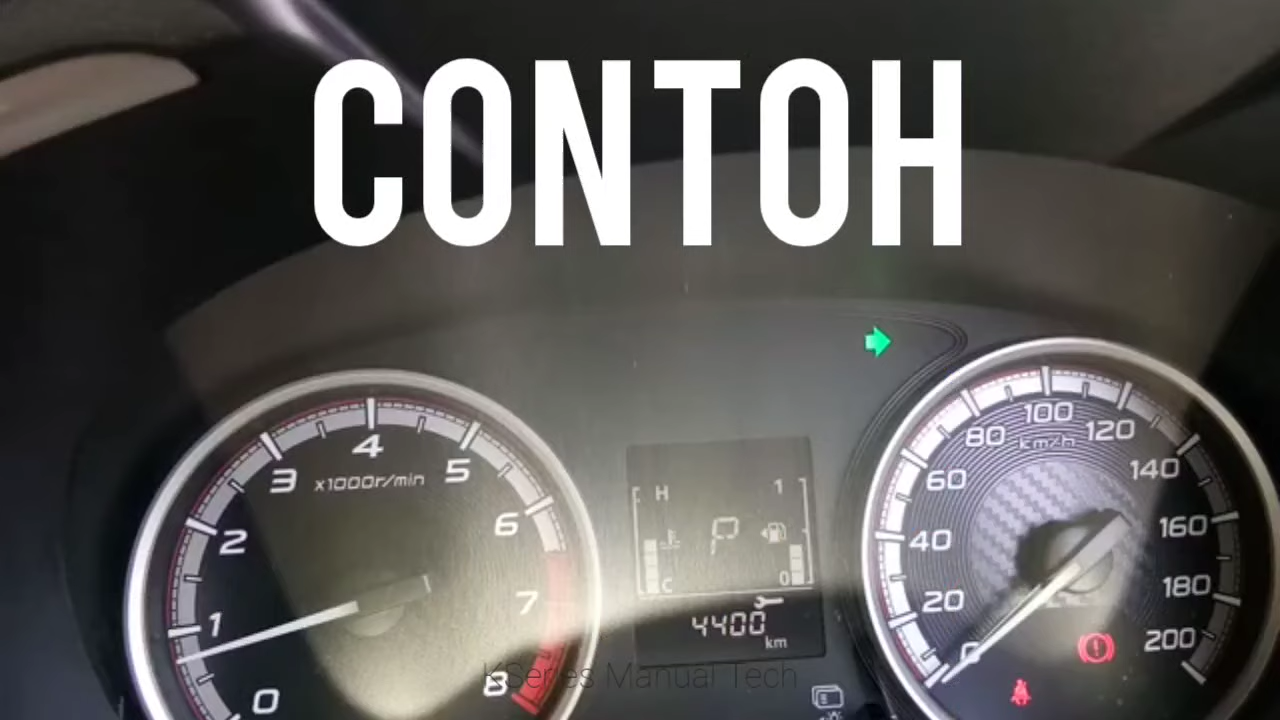 CONTOH
100
80 km/h 120
4
3 x1000r/min 5
60 140
H 1
6
P
160
2 40
E
C 0
180
20
7
1
4400
km
0 200
KSeries Manual Tech
8
0